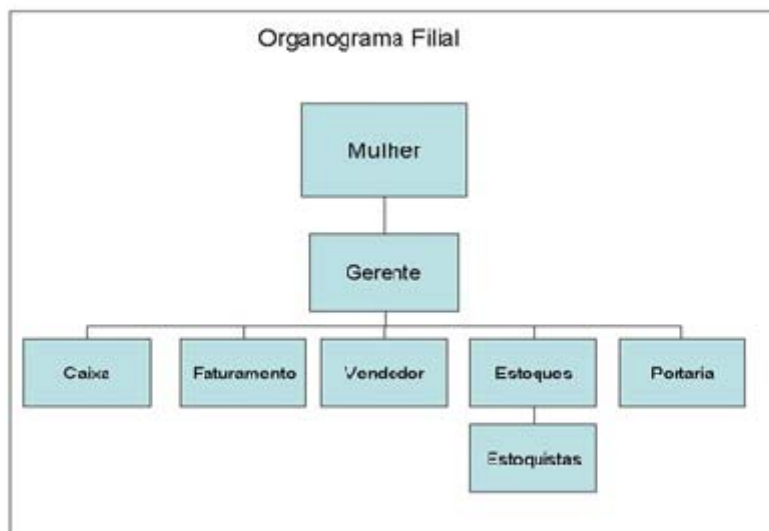 Organograma Filial
Mulher
Gerente
Caixa
Faturamento
Vendedor
Estoques
Portaria
Estoquistas